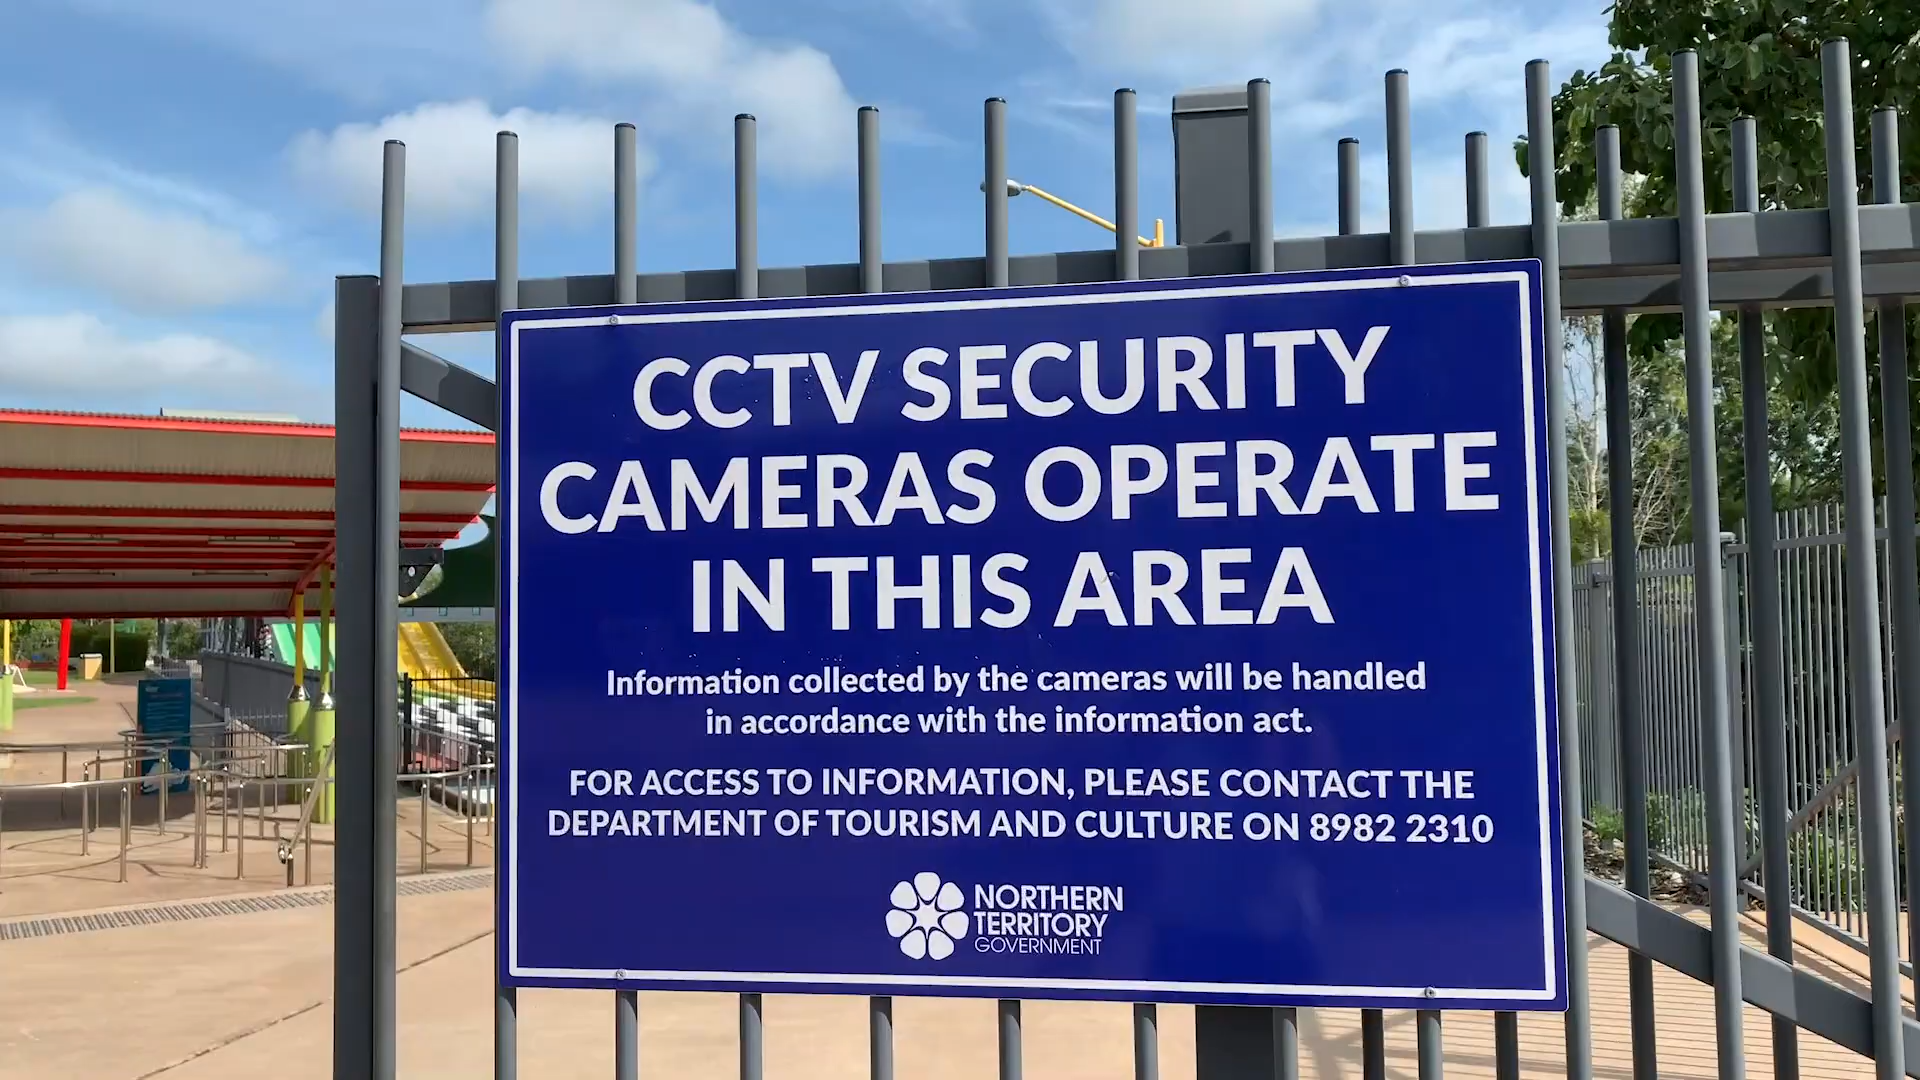 CCTV SECURITY
CAMERAS OPERATE
IN THIS AREA
Information collected by the cameras will be handled
in accordance with the information act.
FOR ACCESS TO INFORMATION, PLEASE CONTACT THE
DEPARTMENT OF TOURISM AND CULTURE ON 8982 2310
NORTHERN
TERRITORY
GOVERNMENT